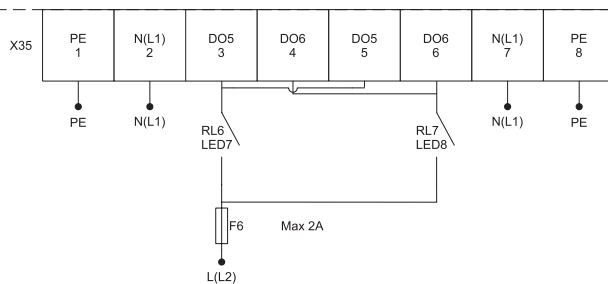 X35
PE
1
N(L1)
2
DO5
3
DO6
4
DO5
5
DO6
6
N(L1)
7
PE
8
PE
N(L1)
N(L1)
PE
RL6
LED7
RL7
LED8
F6
Max 2A
L(L2)